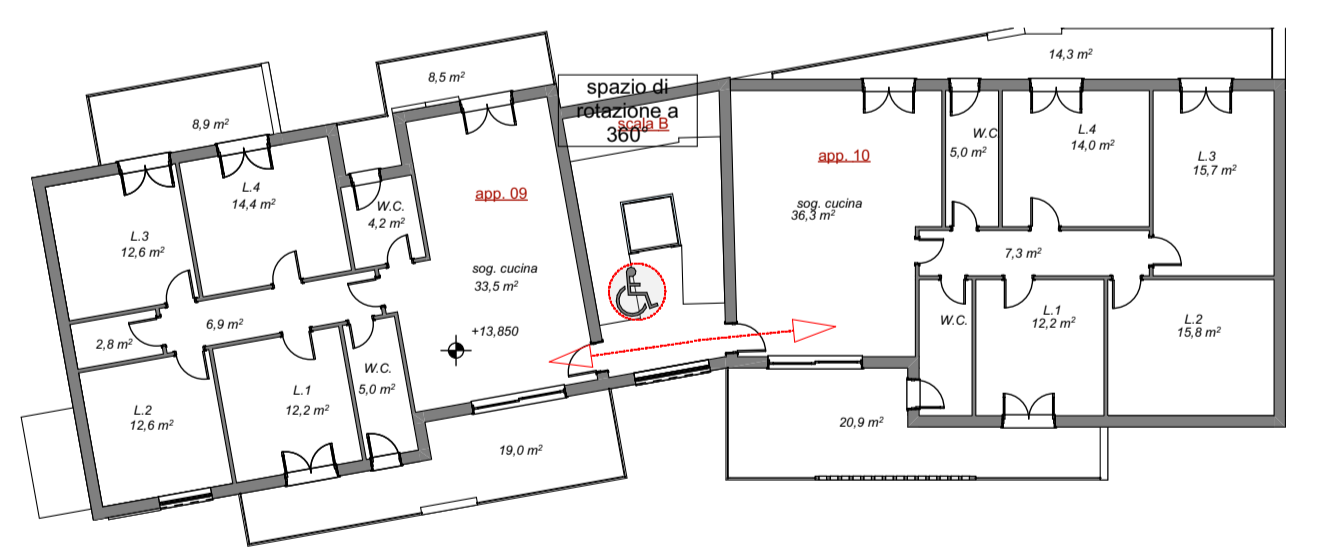 8,9 m²
8,5 m²
spazio di
rotazione a
360°
scala B
14,3 m²
L.4
14,4 m²
W.C.
4,2 m²
app. 09
app. 10
sog. cucina
36,3 m²
W.C.
5,0 m²
L.4
14,0 m²
L.3
15,7 m²
L.3
12,6 m²
sog. cucina
33,5 m²
7,3 m²
6,9 m²
2,8 m²
+13,850
W.C.
L.1
12,2 m²
L.2
15,8 m²
L.2
12,6 m²
L.1
12,2 m²
W.C.
5,0 m²
19,0 m²
20,9 m²